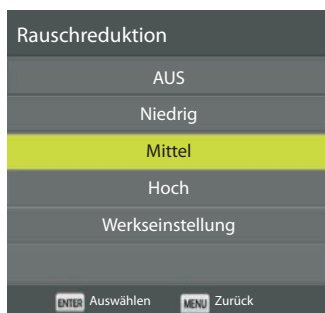 Rauschreduktion
AUS
Niedrig
Mittel
Hoch
Werkseinstellung
ENTER Auswählen MENU Zurück